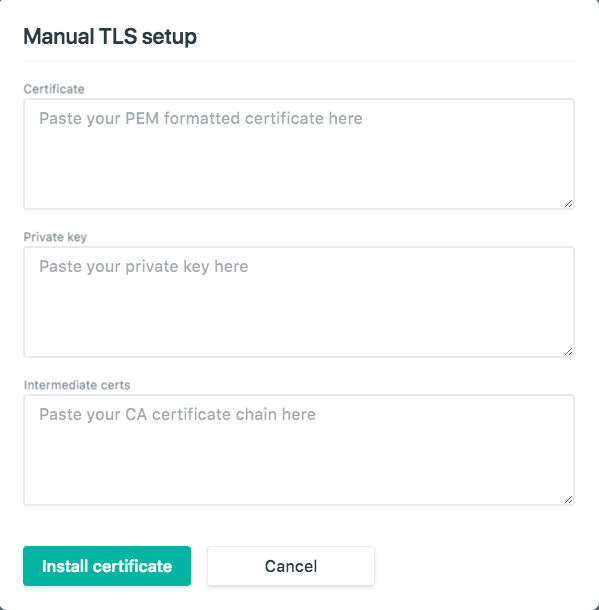 Manual TLS setup
Certificate
Paste your PEM formatted certificate here
Private key
Paste your private key here
Intermediate certs
Paste your CA certificate chain here
Install certificate
Cancel